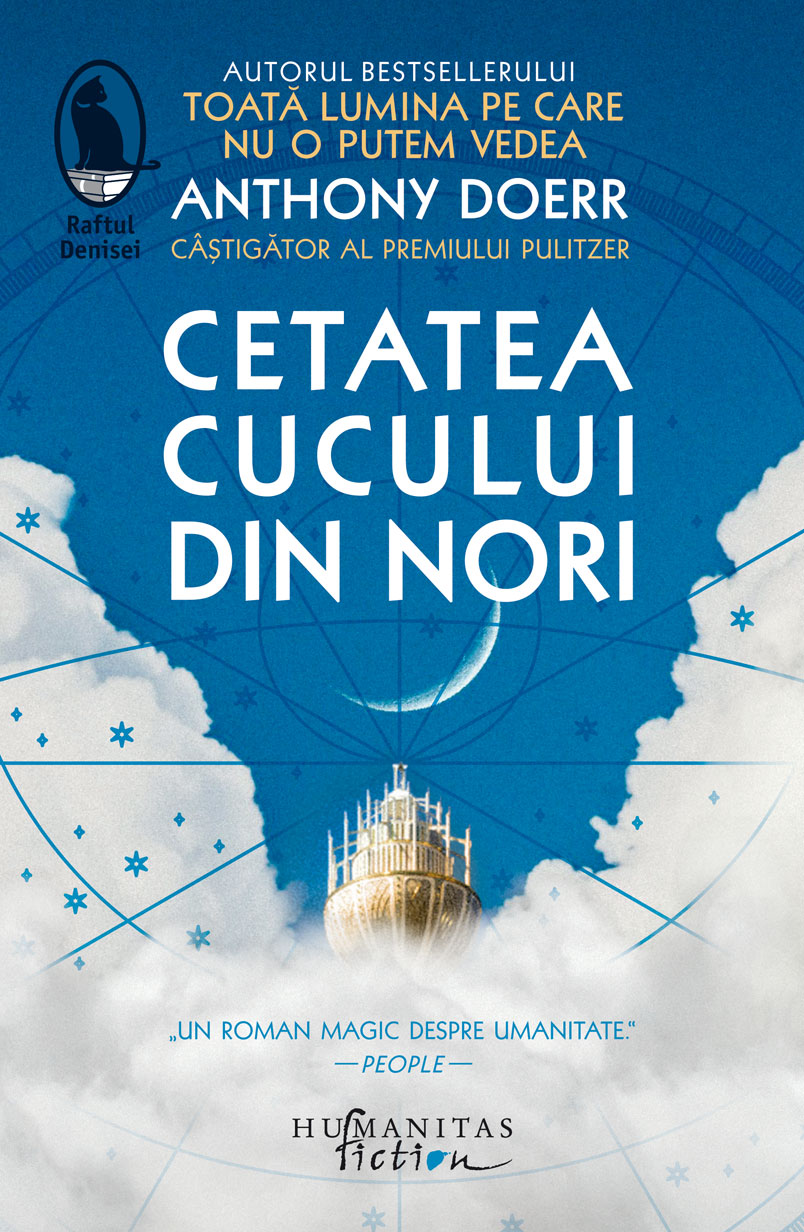 AUTORUL BESTSELLERULUI
TOATĂ LUMINA PE CARE
NU O PUTEM VEDEA
ANTHONY DOERR
CÂȘTIGĂTOR AL PREMIULUI PULITZER
Raftul
Denisei
CETATEA
CUCULUI
DIN NORI
„UN ROMAN MAGIC DESPRE UMANITATE.“
—PEOPLE—
HUMANITAS
fiction